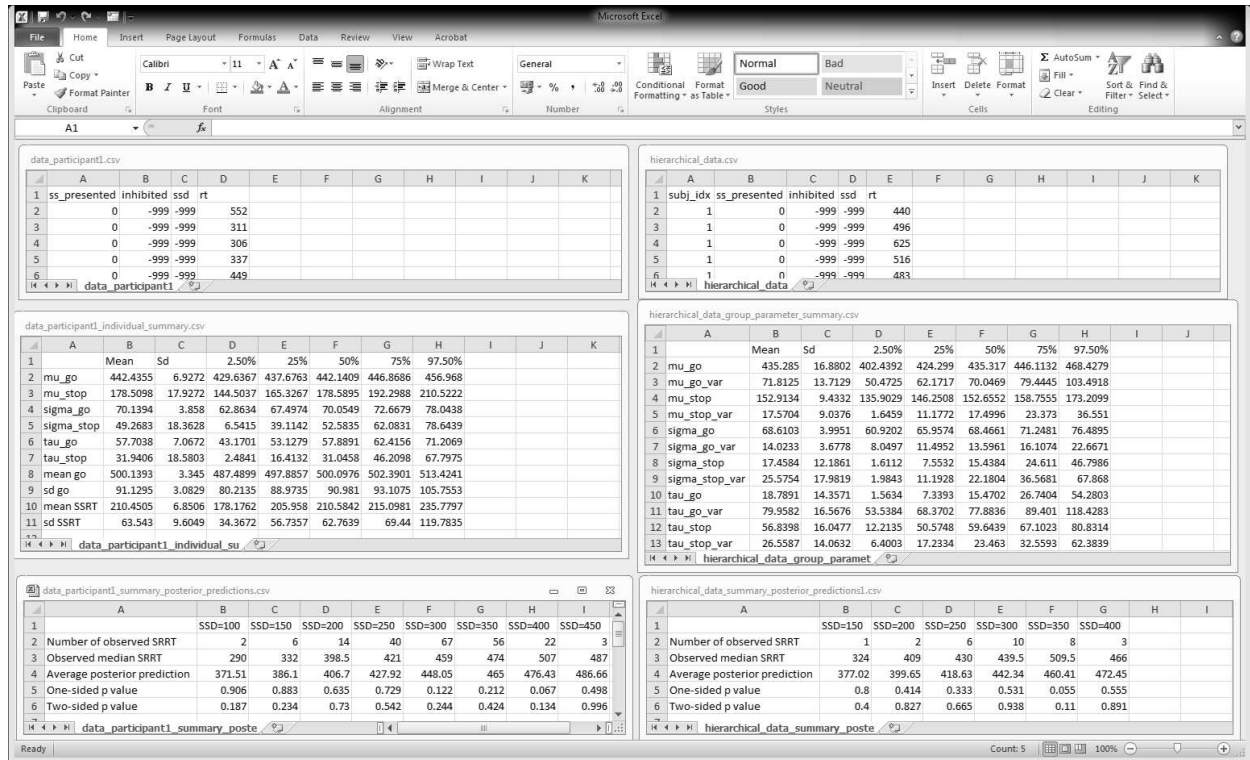 Microsoft Excel
File Home Insert Page Layout Formulas Data Review View Acrobat
Paste
Cut
Copy
Format Painter
Clipboard
Calibri 11
B I U
Font
Wrap Text
Merge & Center
Alignment
General
$ % ,
Number
Conditional Formatting
Format as Table
Normal Bad
Good Neutral
Styles
Insert Delete Format
Cells
Σ AutoSum
Fill
Clear
Sort & Filter
Find & Select
Editing
A1 fx
data_participant1.csv
A B C D E F G H I J K
1 ss_presented inhibited ssd rt
2 0 -999 -999 552
3 0 -999 -999 311
4 0 -999 -999 306
5 0 -999 -999 337
6 0 -999 -999 449
data_participant1
hierarchical_data.csv
A B C D E F G H I J K
1 subj_idx ss_presented inhibited ssd rt
2 1 0 -999 -999 440
3 1 0 -999 -999 496
4 1 0 -999 -999 625
5 1 0 -999 -999 516
6 1 0 -999 -999 483
hierarchical_data
data_participant1_individual_summary.csv
A B C D E F G H I J K
1 Mean Sd 2.50% 25% 50% 75% 97.50%
2 mu_go 442.4355 6.9272 429.6367 437.6763 442.1409 446.8686 456.968
3 mu_stop 178.5098 17.9272 144.5037 165.3267 178.5895 192.2988 210.5222
4 sigma_go 70.1394 3.858 62.8634 67.4974 70.0549 72.6679 78.0438
5 sigma_stop 49.2683 18.3628 6.5415 39.1142 52.5835 62.0831 78.6439
6 tau_go 57.7038 7.0672 43.1701 53.1279 57.8891 62.4156 71.2069
7 tau_stop 31.9406 18.5803 2.4841 16.4132 31.0458 46.2098 67.7975
8 mean go 500.1393 3.345 487.4899 497.8857 500.0976 502.3901 513.4241
9 sd go 91.1295 3.0829 80.2135 88.9735 90.981 93.1075 105.7553
10 mean SSRT 210.4505 6.8506 178.1762 205.958 210.5842 215.0981 235.7797
11 sd SSRT 63.543 9.6049 34.3672 56.7357 62.7639 69.44 119.7835
12
data_participant1_individual_su
hierarchical_data_group_parameter_summary.csv
A B C D E F G H I J
1 Mean Sd 2.50% 25% 50% 75% 97.50%
2 mu_go 435.285 16.8802 402.4392 424.299 435.317 446.1132 468.4279
3 mu_go_var 71.8125 13.7129 50.4725 62.1717 70.0469 79.4445 103.4918
4 mu_stop 152.9134 9.4332 135.9029 146.2508 152.6552 158.7555 173.2099
5 mu_stop_var 17.5704 9.0376 1.6459 11.1772 17.4996 23.373 36.551
6 sigma_go 68.6103 3.9951 60.9202 65.9574 68.4661 71.2481 76.4895
7 sigma_go_var 14.0233 3.6778 8.0497 11.4952 13.5961 16.1074 22.6671
8 sigma_stop 17.4584 12.1861 1.6112 7.5532 15.4384 24.611 46.7986
9 sigma_stop_var 25.5754 17.9819 1.9843 11.1928 22.1804 36.5681 67.868
10 tau_go 18.7891 14.3571 1.5634 7.3393 15.4702 26.7404 54.2803
11 tau_go_var 79.9582 16.5676 53.5384 68.3702 77.8836 89.401 118.4283
12 tau_stop 56.8398 16.0477 12.2135 50.5748 59.6439 67.1023 80.8314
13 tau_stop_var 26.5587 14.0632 6.4003 17.2334 23.463 32.5593 62.3839
hierarchical_data_group_paramet
data_participant1_summary_posterior_predictions.csv
A B C D E F G H I
1 SSD=100 SSD=150 SSD=200 SSD=250 SSD=300 SSD=350 SSD=400 SSD=450
2 Number of observed SRRT 2 6 14 40 67 56 22 3
3 Observed median SRRT 290 332 398.5 421 459 474 507 487
4 Average posterior prediction 371.51 386.1 406.7 427.92 448.05 465 476.43 486.66
5 One-sided p value 0.906 0.883 0.635 0.729 0.122 0.212 0.067 0.498
6 Two-sided p value 0.187 0.234 0.73 0.542 0.244 0.424 0.134 0.996
data_participant1_summary_poste
hierarchical_data_summary_posterior_predictions1.csv
A B C D E F G H I
1 SSD=150 SSD=200 SSD=250 SSD=300 SSD=350 SSD=400
2 Number of observed SRRT 1 2 6 10 8 3
3 Observed median SRRT 324 409 430 439.5 509.5 466
4 Average posterior prediction 377.02 399.65 418.63 442.34 460.41 472.45
5 One-sided p value 0.8 0.414 0.333 0.531 0.055 0.555
6 Two-sided p value 0.4 0.827 0.665 0.938 0.11 0.891
hierarchical_data_summary_poste
Ready Count: 5 100%